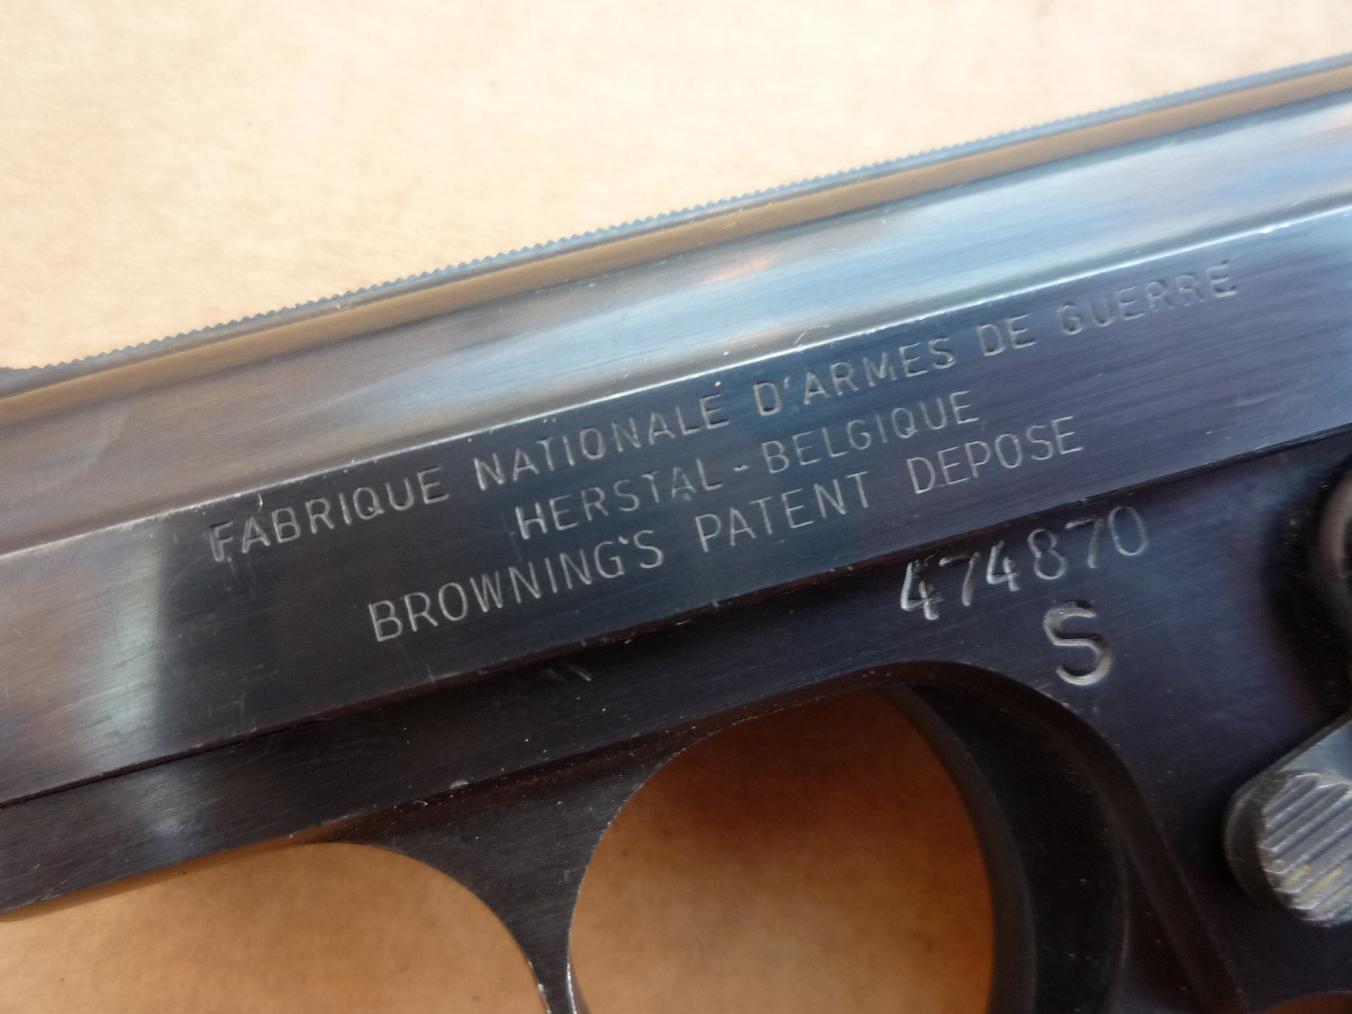 FABRIQUE NATIONALE D'ARMES DE GUERRE
HERSTAL-BELGIQUE
BROWNING'S PATENT DEPOSE
474870
S